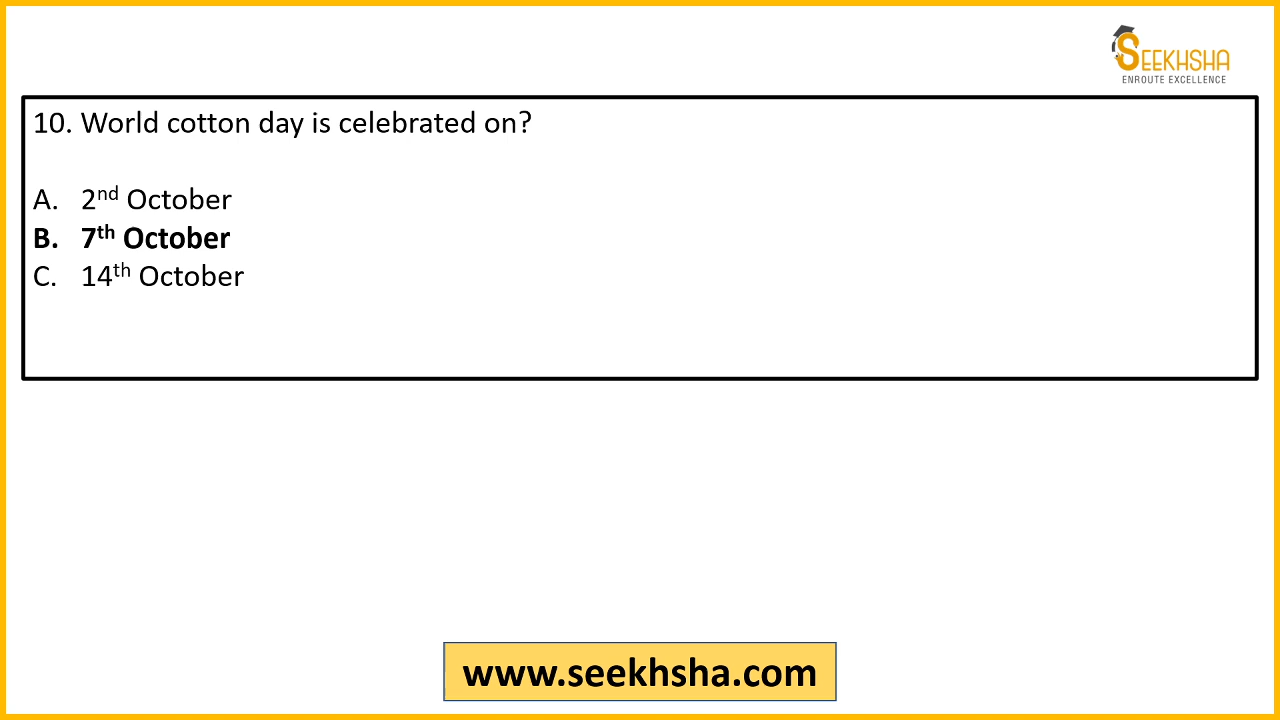 SEEKHSHA
ENROUTE EXCELLENCE
10. World cotton day is celebrated on?
A. 2nd October
B. 7th October
C. 14th October
www.seekhsha.com